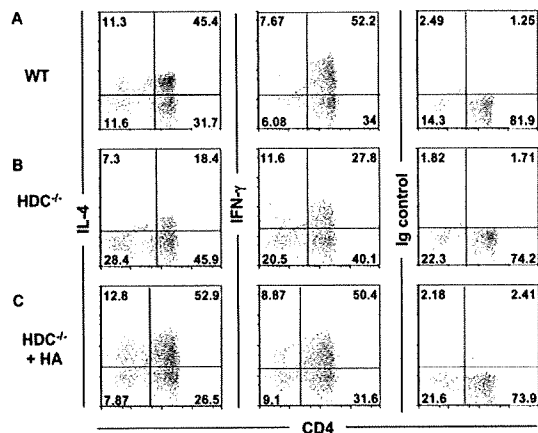 A
WT
11.3 45.4
11.6 31.7
7.67 52.2
6.08 34
2.49 1.25
14.3 81.9
B
HDC-/-
7.3 18.4
28.4 45.9
11.6 27.8
20.5 40.1
1.82 1.71
22.3 74.2
C
HDC-/-
+ HA
12.8 52.9
7.87 26.5
8.87 50.4
9.1 31.6
2.18 2.41
21.6 73.9
IL-4
IFN-γ
Ig control
CD4